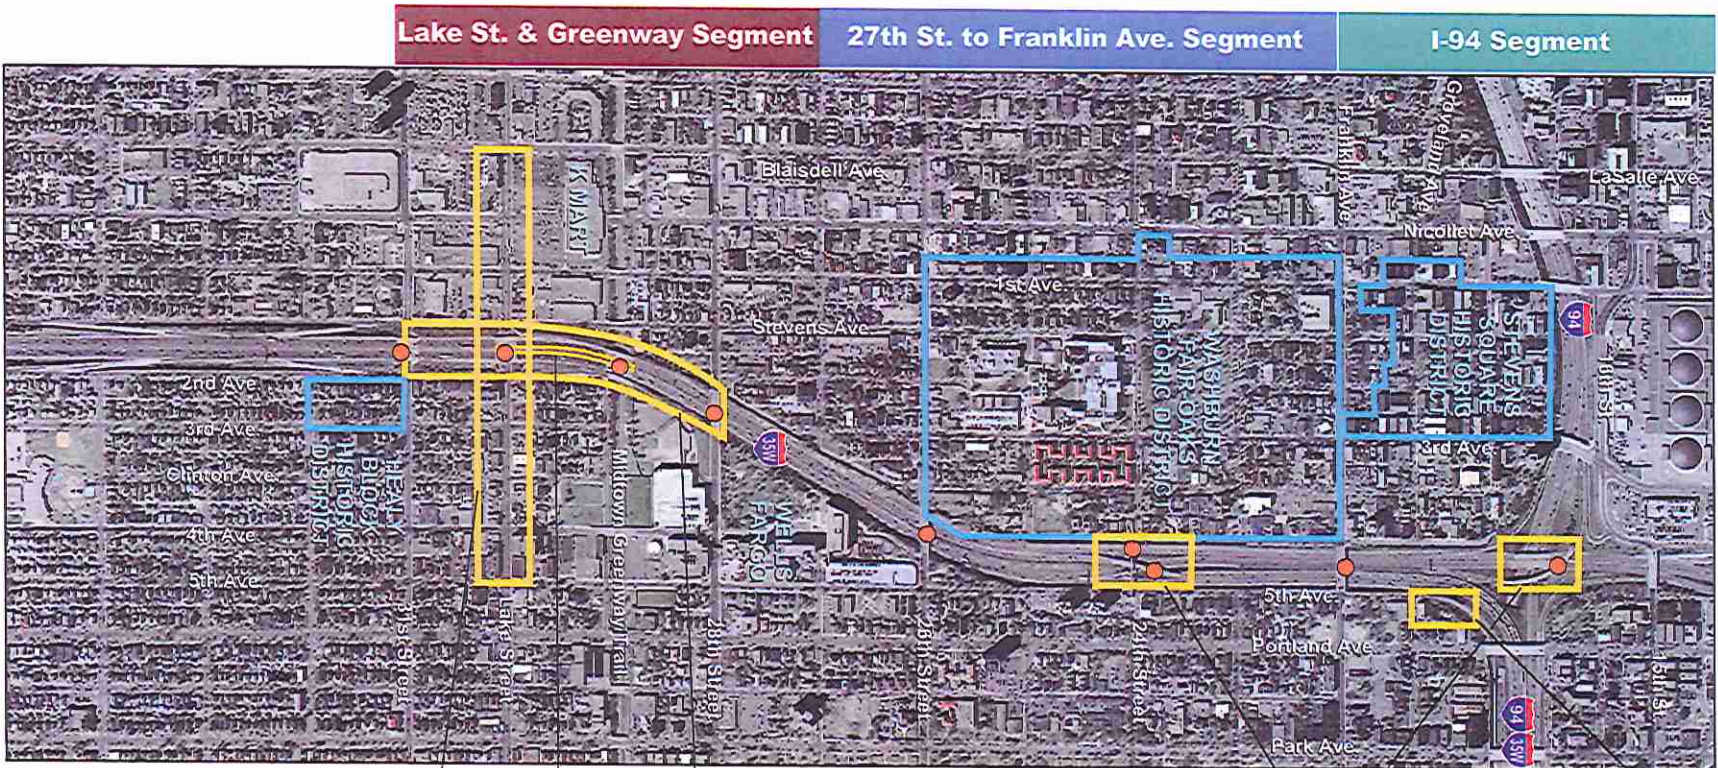 Lake St. & Greenway Segment
27th St. to Franklin Ave. Segment
I-94 Segment
Blaisdell Ave.
Groveland Ave.
LaSalle Ave.
Franklin Ave.
K MART
Nicollet Ave.
1st Ave.
Stevens Ave.
94
STEVENS
SQUARE
HISTORIC
DISTRICT
WASHBURN
FAIR OAKS
HISTORIC DISTRICT
2nd Ave.
3rd Ave.
3rd Ave.
35W
Clinton Ave.
HEALY
BLOCK
HISTORIC
DISTRICT
WELLS
FARGO
4th Ave.
5th Ave.
5th Ave.
31st Street
Lake Street
Midtown Greenway/Trail
28th Street
26th Street
24th Street
Portland Ave.
15th St.
94
35W
Park Ave.